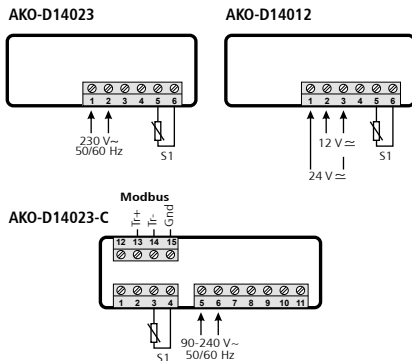 AKO-D14023
1 2 3 4 5 6
230 V~
50/60 Hz
S1
AKO-D14012
1 2 3 4 5 6
12 V ≃
24 V ≃
S1
AKO-D14023-C
Modbus
Tr+ Tr- Gnd
12 13 14 15
1 2 3 4
5 6 7 8 9 10 11
S1
90-240 V~
50/60 Hz